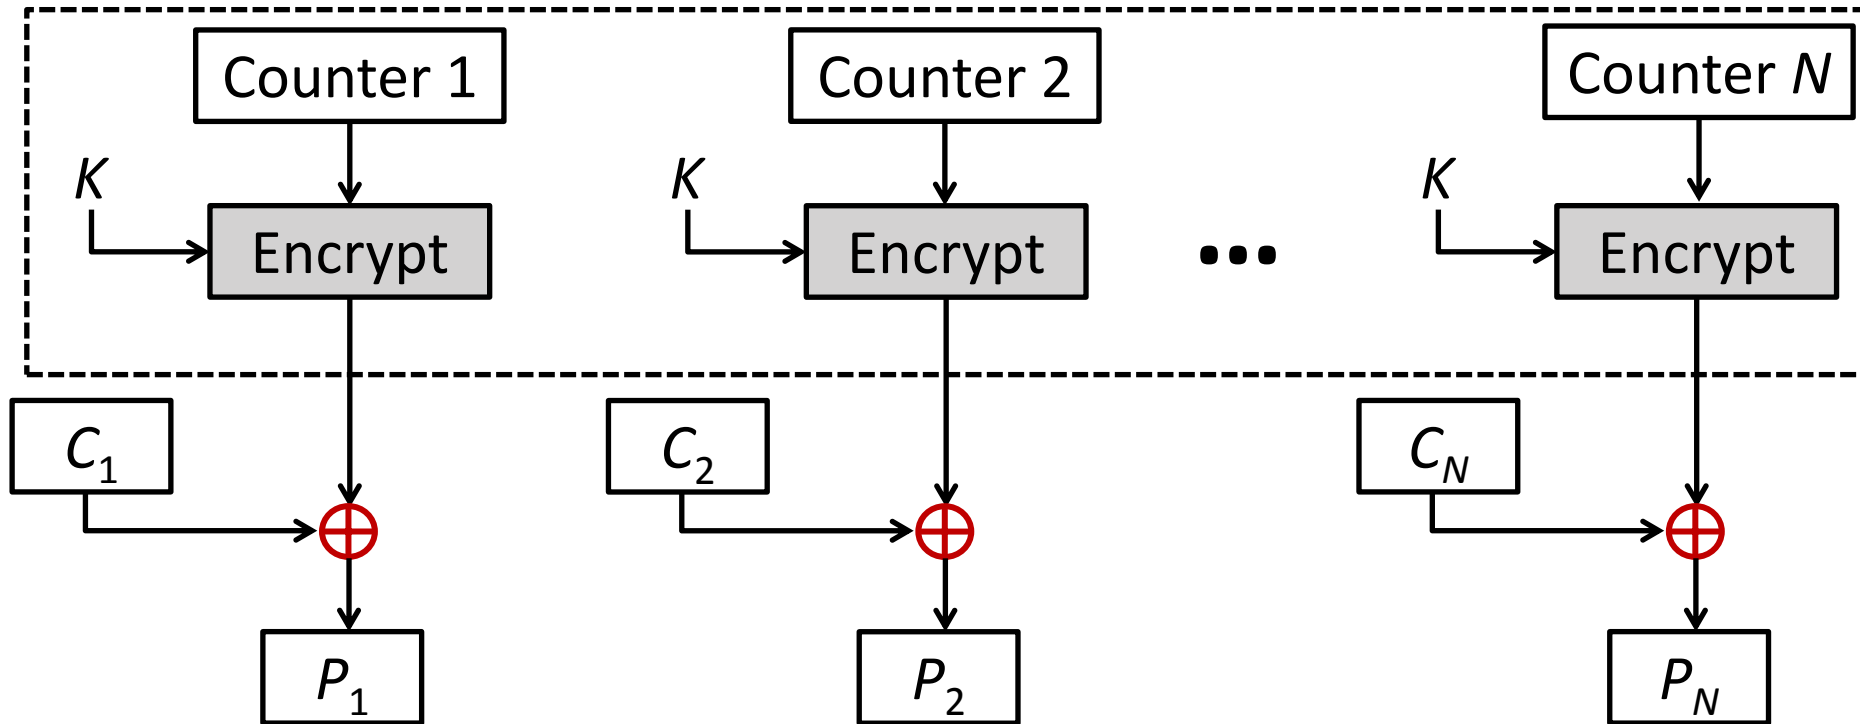 Counter 1
Counter 2
Counter N
K
K
K
Encrypt
Encrypt
...
Encrypt
C1
C2
CN
P1
P2
PN